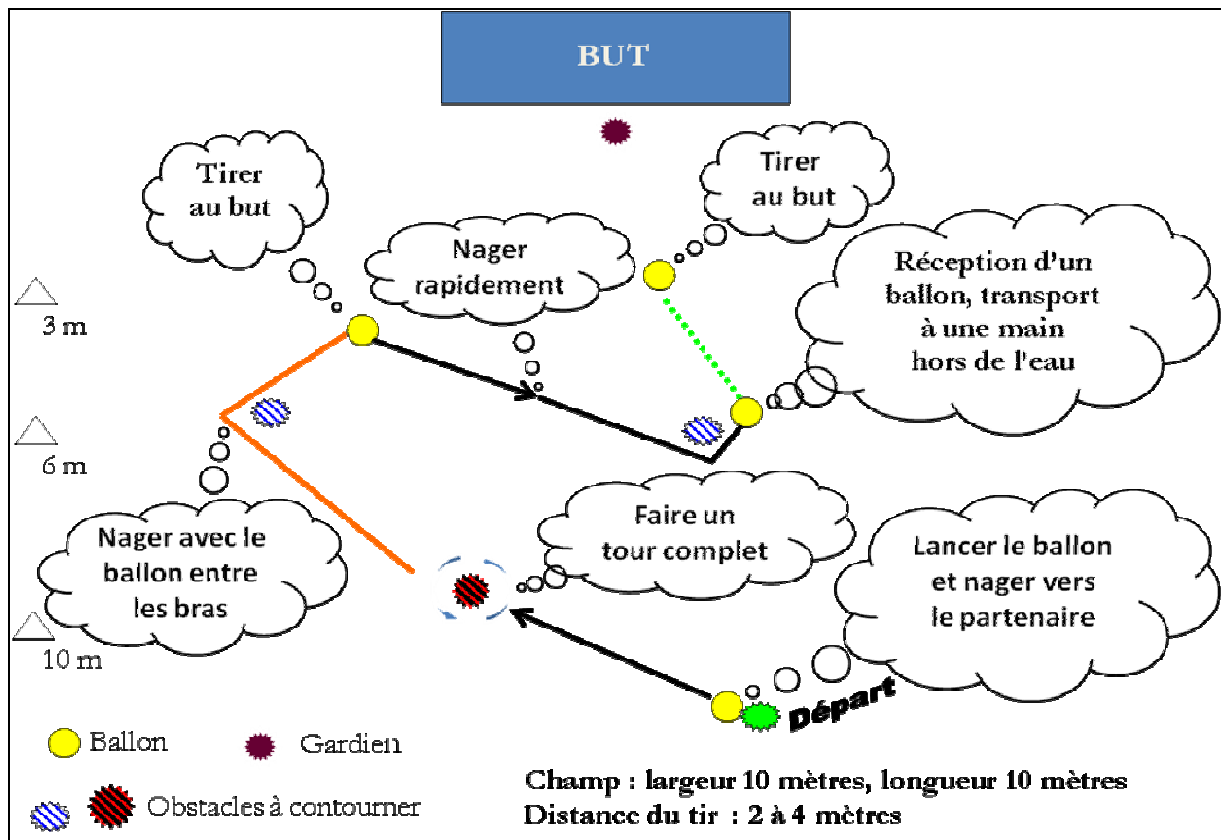 BUT
Tirer
au but
Tirer
au but
Nager
rapidement
Réception d'un
ballon, transport
à une main
hors de l'eau
3 m
6 m
Nager avec le
ballon entre
les bras
Faire un
tour complet
Lancer le ballon
et nager vers
le partenaire
10 m
Départ
Ballon
Gardien
Obstacles à contourner
Champ : largeur 10 mètres, longueur 10 mètres
Distance du tir : 2 à 4 mètres